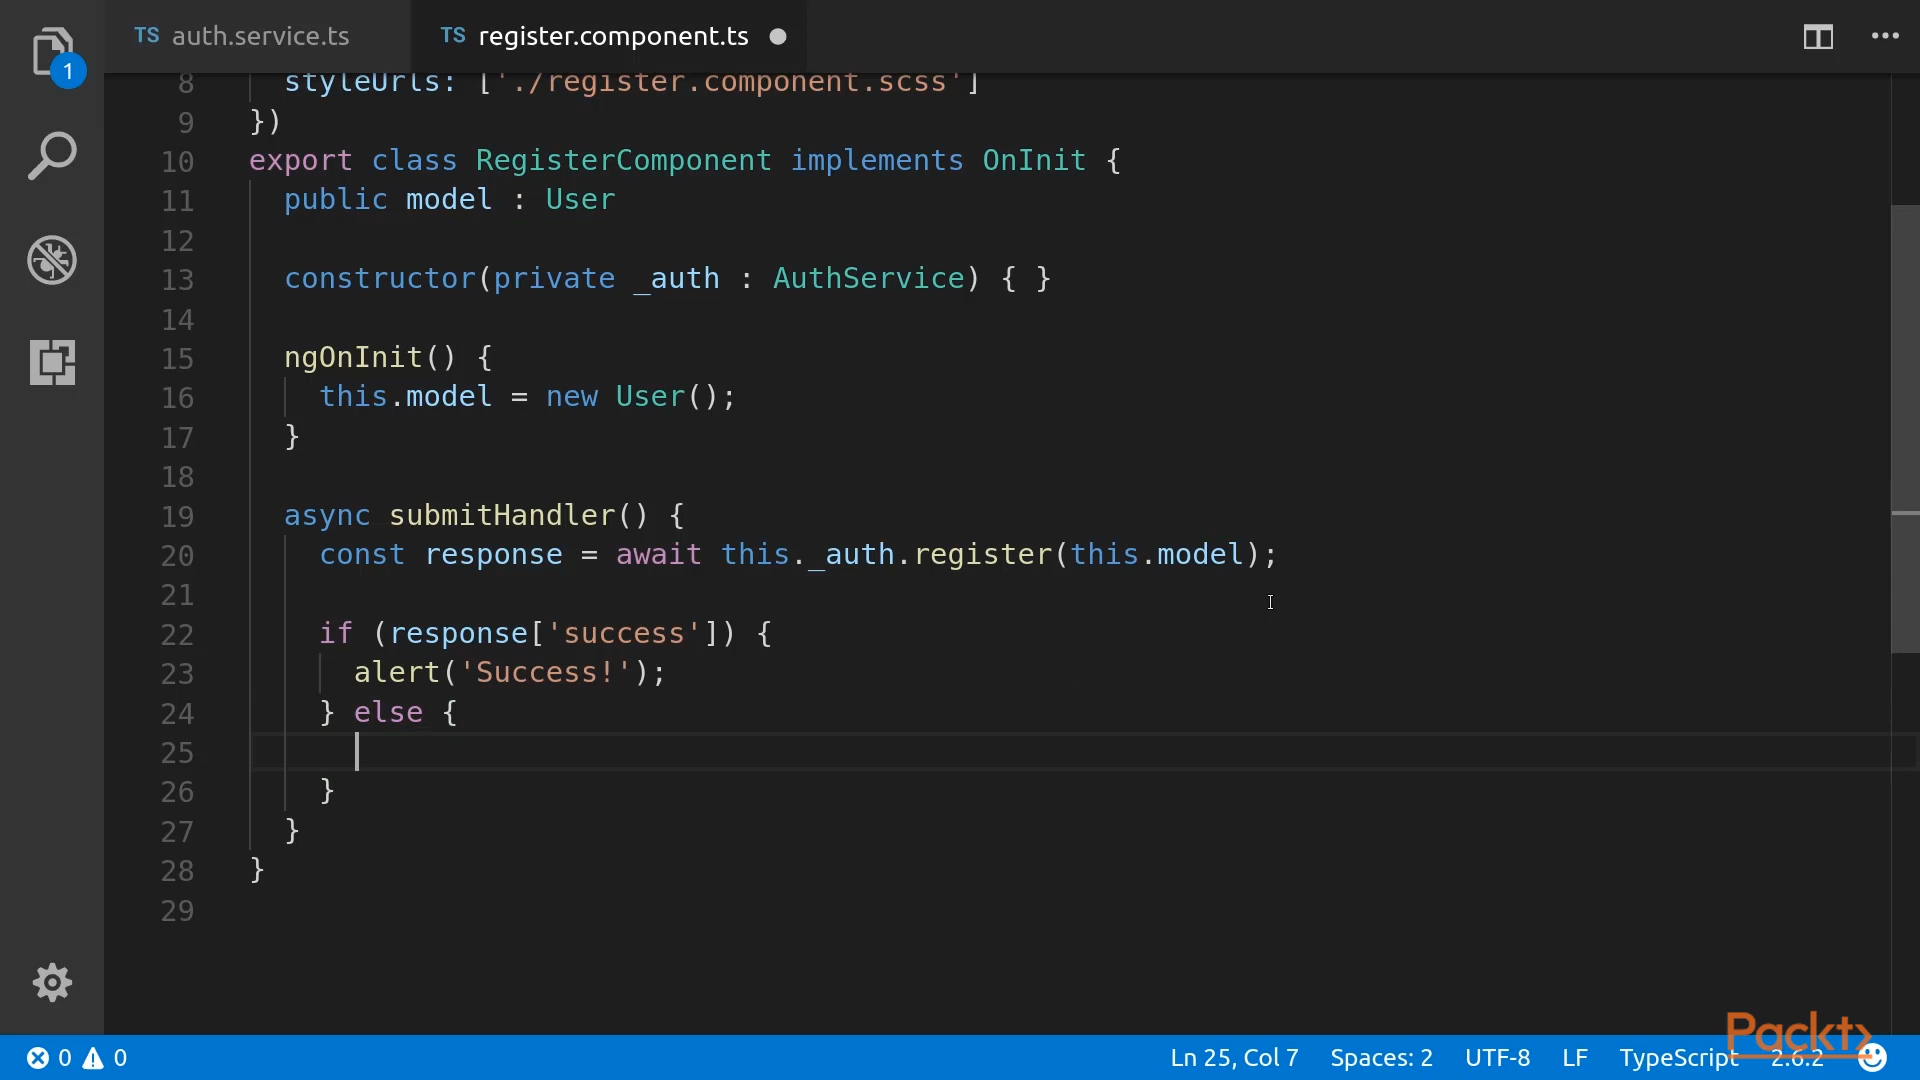 TS auth.service.ts TS register.component.ts
1
8 styleUrls: ['./register.component.scss']
9 })
10 export class RegisterComponent implements OnInit {
11 public model : User
12
13 constructor(private _auth : AuthService) { }
14
15 ngOnInit() {
16 this.model = new User();
17 }
18
19 async submitHandler() {
20 const response = await this._auth.register(this.model);
21
22 if (response['success']) {
23 alert('Success!');
24 } else {
25
26 }
27 }
28 }
29
Packt>
0 0 Ln 25, Col 7 Spaces: 2 UTF-8 LF TypeScript 2.6.2